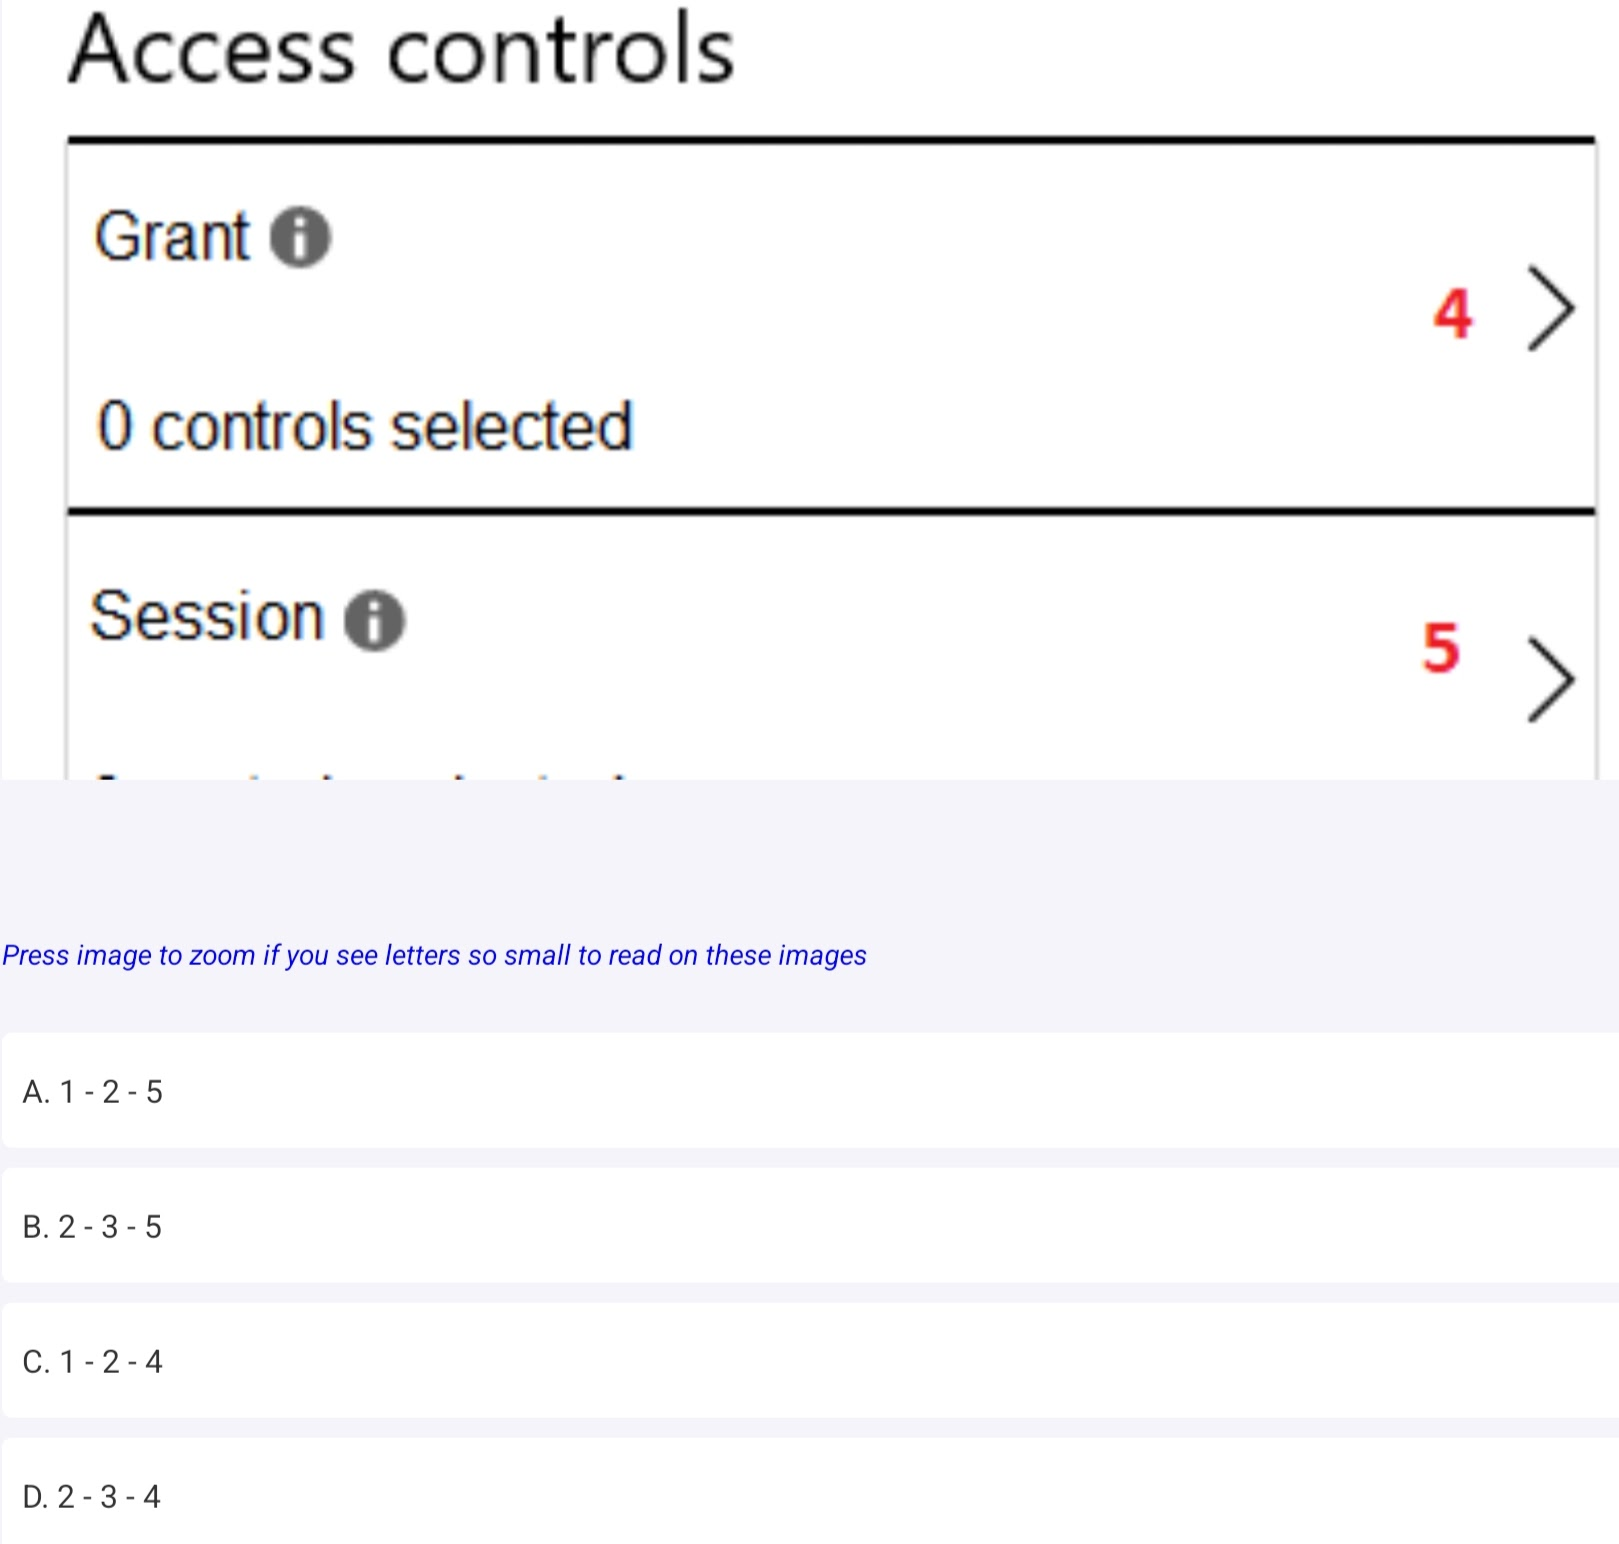 Access controls
Grant
4
0 controls selected
Session
5
Press image to zoom if you see letters so small to read on these images
A. 1 - 2 - 5
B. 2 - 3 - 5
C. 1 - 2 - 4
D. 2 - 3 - 4